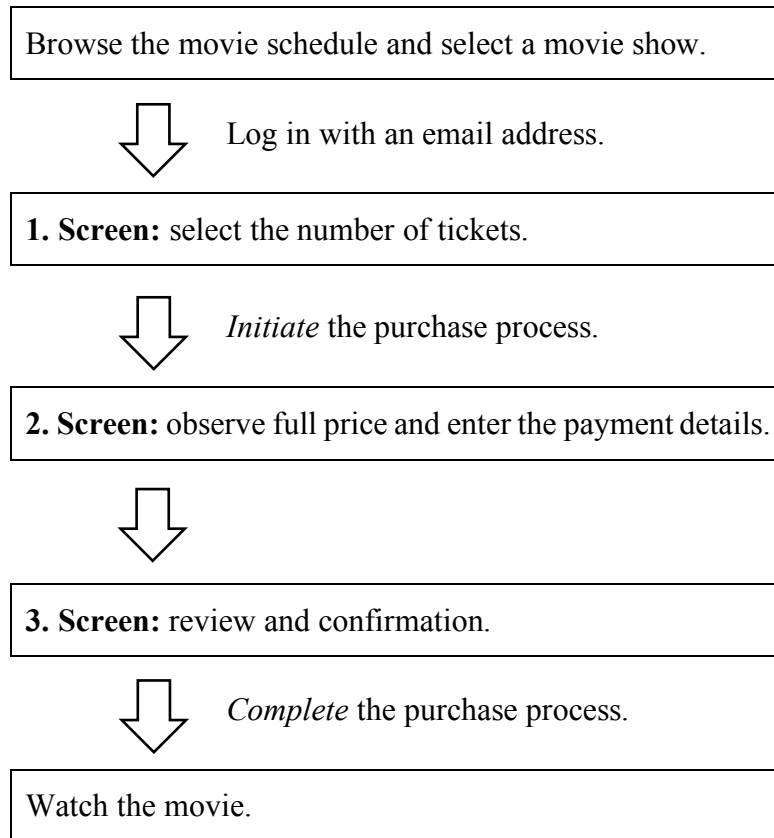 Browse the movie schedule and select a movie show.
Log in with an email address.
1. Screen: select the number of tickets.
Initiate the purchase process.
2. Screen: observe full price and enter the payment details.
3. Screen: review and confirmation.
Complete the purchase process.
Watch the movie.